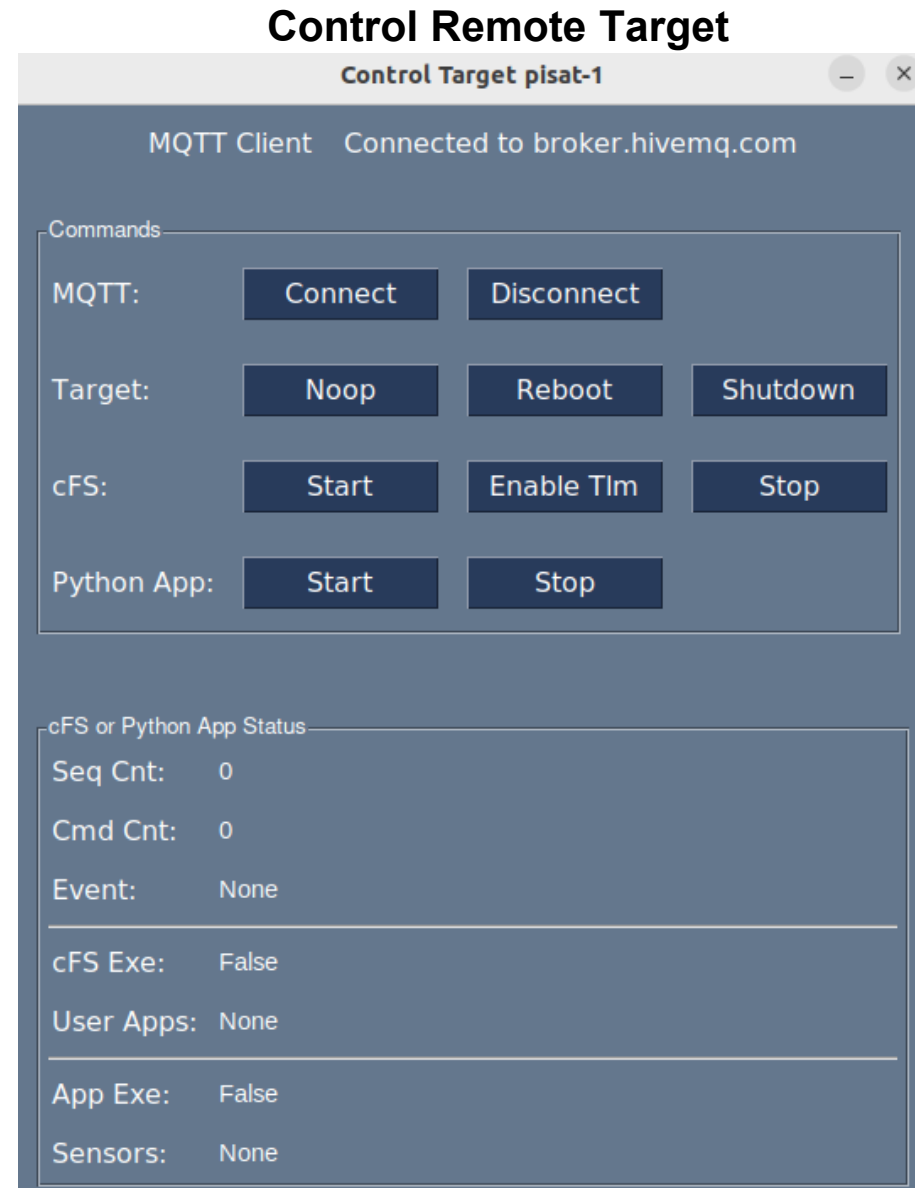 Control Remote Target
Control Target pisat-1
MQTT Client Connected to broker.hivemq.com
Commands
MQTT: Connect Disconnect
Target: Noop Reboot Shutdown
cFS: Start Enable Tlm Stop
Python App: Start Stop
cFS or Python App Status
Seq Cnt: 0
Cmd Cnt: 0
Event: None
cFS Exe: False
User Apps: None
App Exe: False
Sensors: None